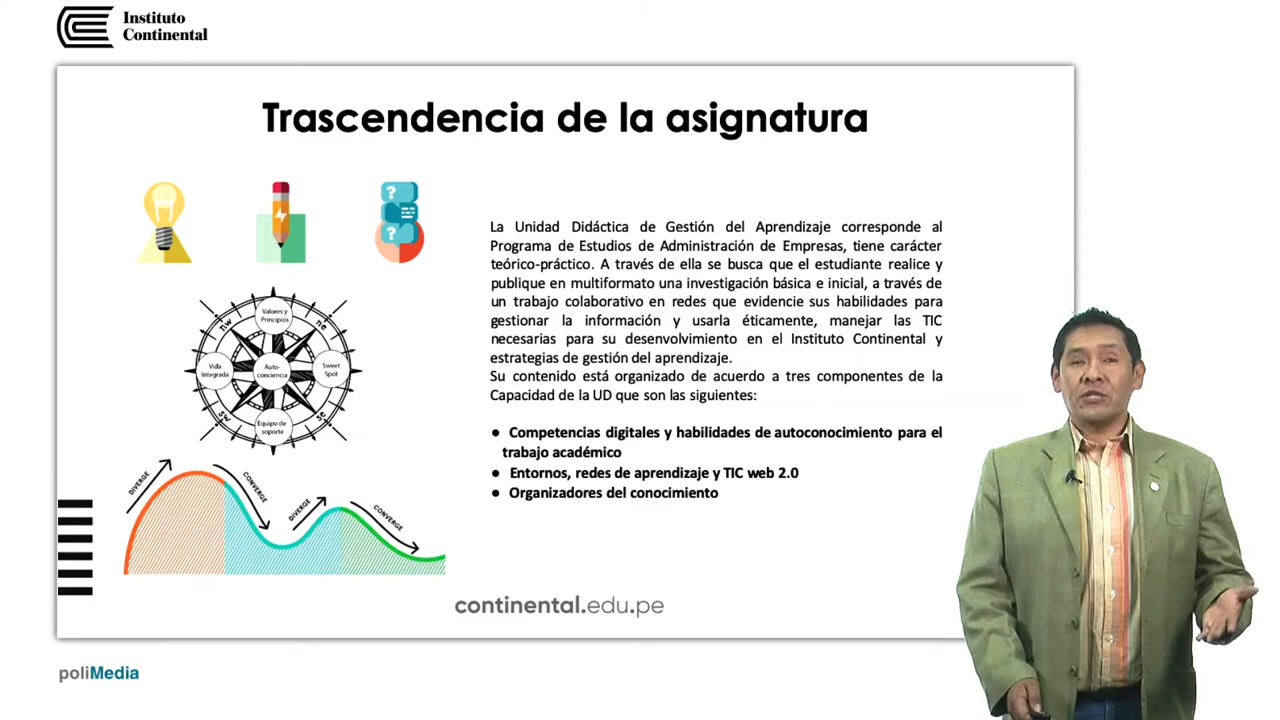 Instituto
Continental
Trascendencia de la asignatura
La Unidad Didáctica de Gestión del Aprendizaje corresponde al
Programa de Estudios de Administración de Empresas, tiene carácter
teórico-práctico. A través de ella se busca que el estudiante realice y
publique en multiformato una investigación básica e inicial, a través de
un trabajo colaborativo en redes que evidencie sus habilidades para
gestionar la información y usarla éticamente, manejar las TIC
necesarias para su desenvolvimiento en el Instituto Continental y
estrategias de gestión del aprendizaje.
Su contenido está organizado de acuerdo a tres componentes de la
Capacidad de la UD que son las siguientes:
● Competencias digitales y habilidades de autoconocimiento para el
trabajo académico
● Entornos, redes de aprendizaje y TIC web 2.0
● Organizadores del conocimiento
?
?
Valores y
Principios
nw
ne
Vida
Integrada
Auto-
conciencia
Sweet
Spot
sw
se
Equipo de
soporte
DIVERGE
CONVERGE
DIVERGE
CONVERGE
continental.edu.pe
poliMedia